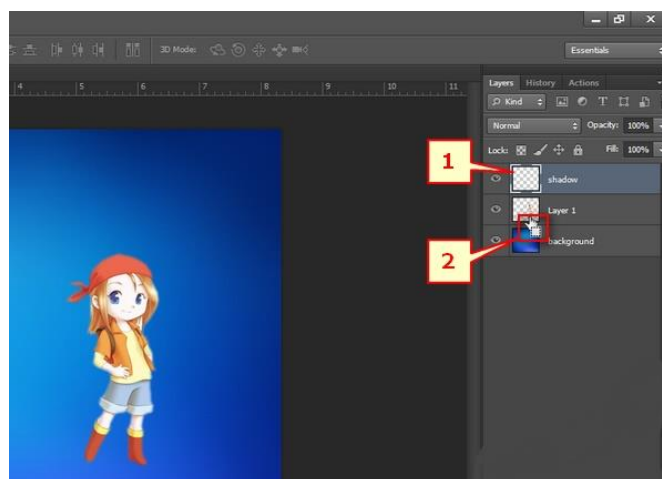 3D Mode:
Essentials
4 5 6 7 8 9 10 11
Layers History Actions
Kind
T
Normal Opacity: 100%
Lock: Fill: 100%
1
shadow
Layer 1
background
2